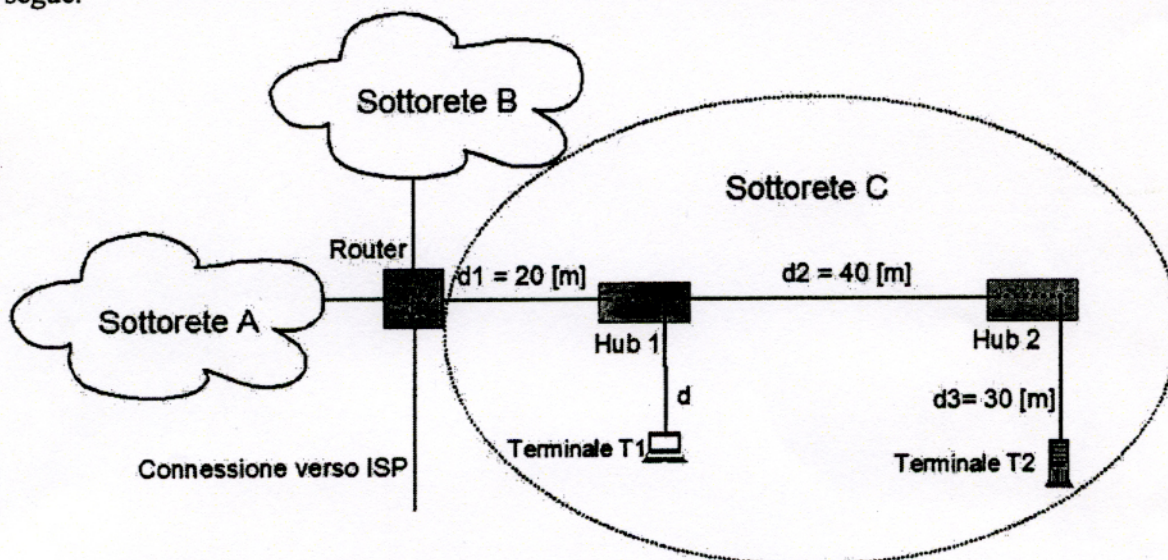 segue.
Sottorete B
Sottorete C
Router
d1 = 20 [m]
d2 = 40 [m]
Sottorete A
Hub 1
Hub 2
d
d3= 30 [m]
Terminale T1
Terminale T2
Connessione verso ISP